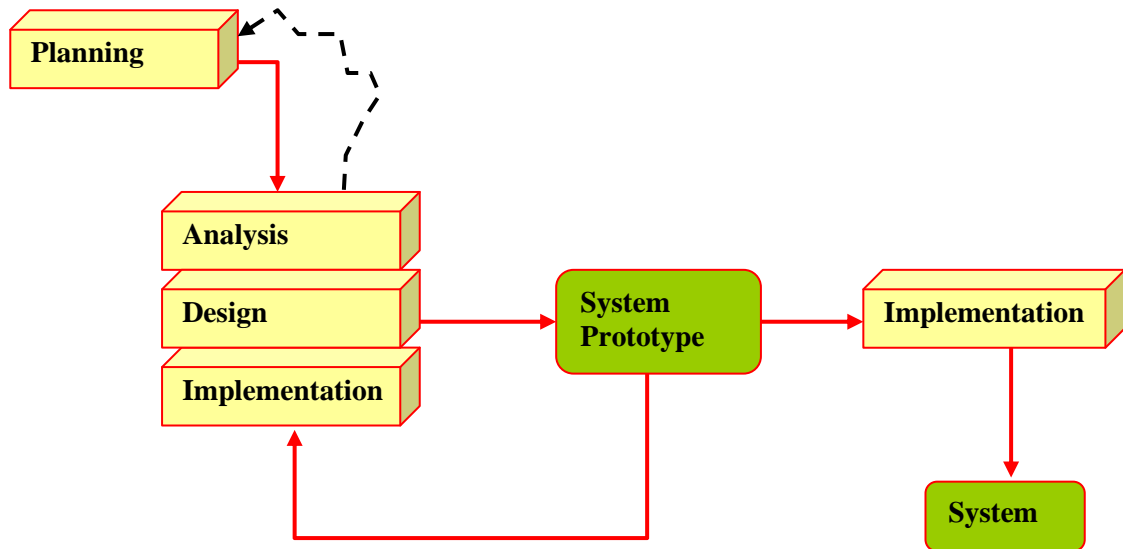 Planning
Analysis
Design
Implementation
System
Prototype
Implementation
System